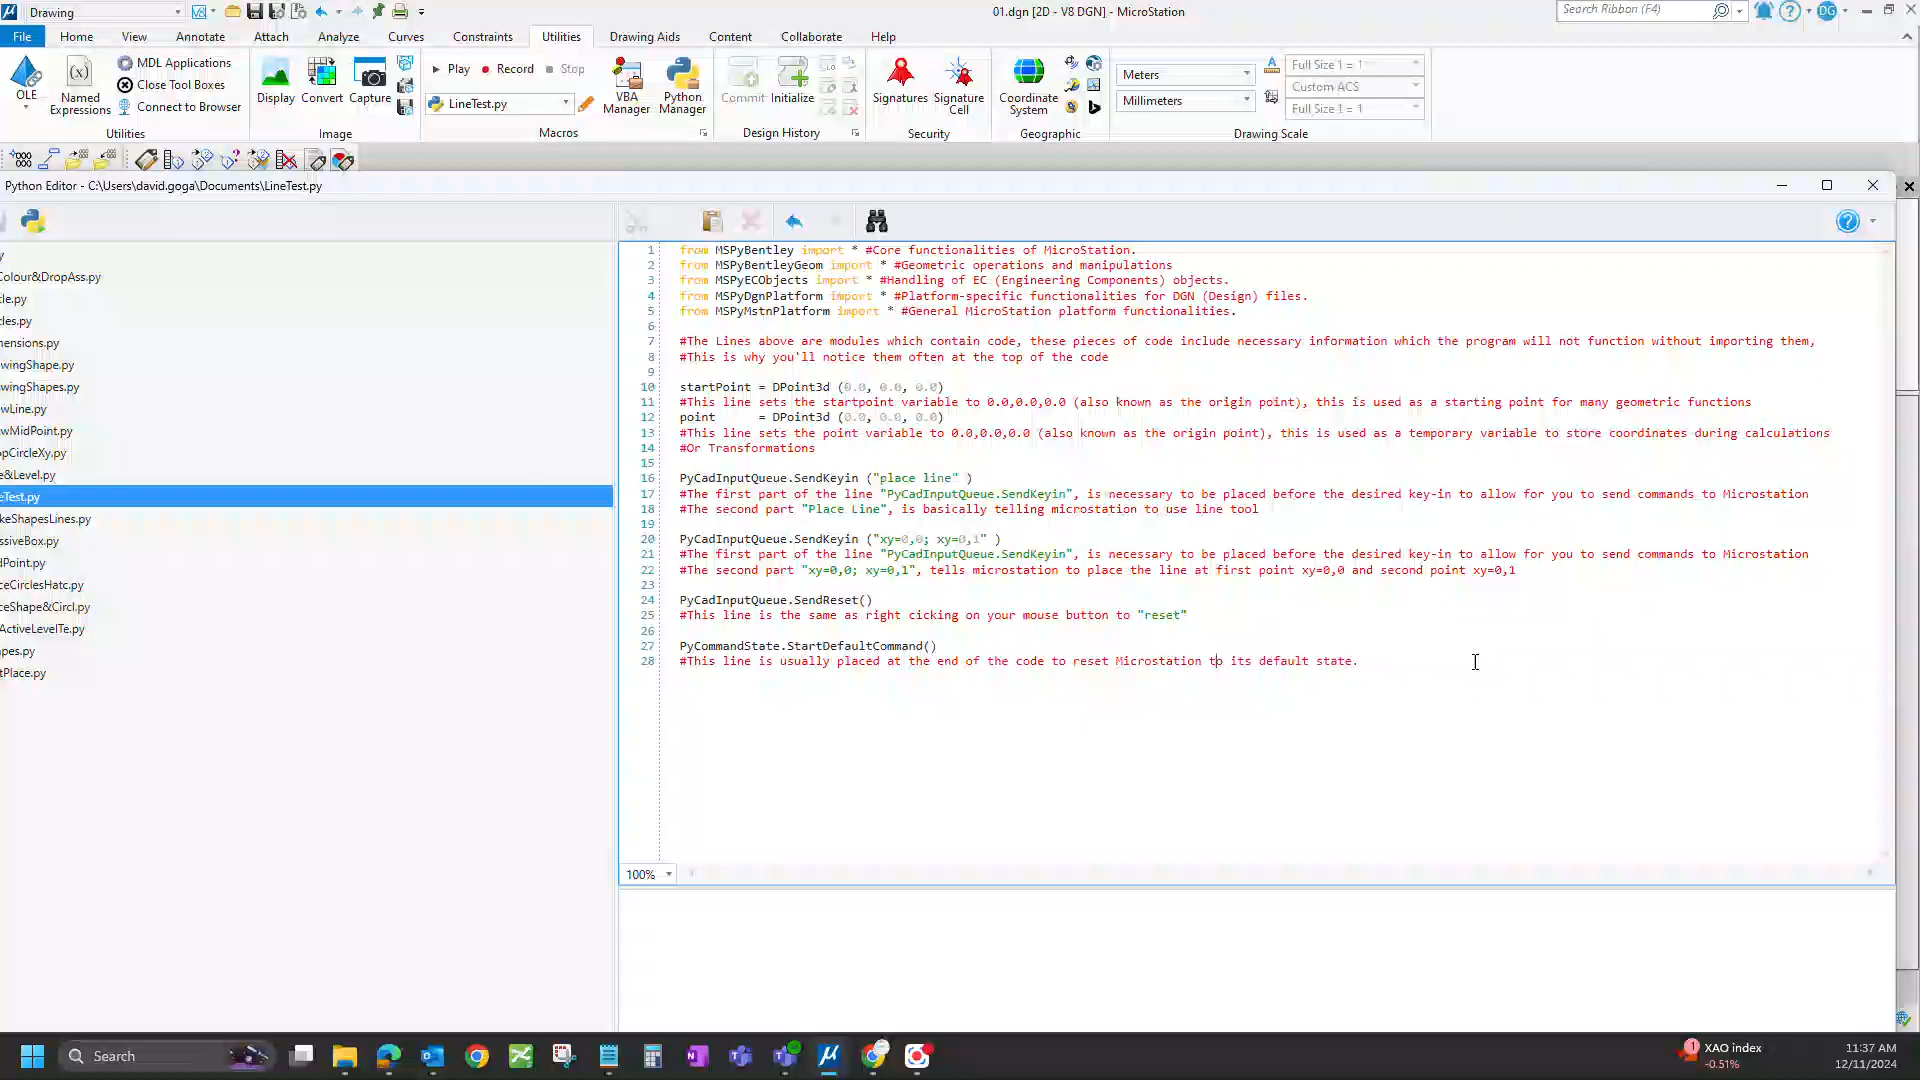 Drawing
01.dgn [2D - V8 DGN] - MicroStation
Search Ribbon (F4)
DG
File Home View Annotate Attach Analyze Curves Constraints Utilities Drawing Aids Content Collaborate Help
OLE
Named Expressions
MDL Applications
Close Tool Boxes
Connect to Browser
Utilities
Display
Convert
Capture
Image
Play Record Stop
LineTest.py
VBA Manager
Python Manager
Macros
Commit
Initialize
Design History
Signatures
Signature Cell
Security
Coordinate System
Geographic
Meters
Millimeters
Full Size 1 = 1
Custom ACS
Full Size 1 = 1
Drawing Scale
Python Editor - C:\Users\david.goga\Documents\LineTest.py
y
Colour&DropAss.py
tle.py
cles.py
mensions.py
awingShape.py
awingShapes.py
awLine.py
awMidPoint.py
opCircleXy.py
e&Level.py
eTest.py
keShapesLines.py
ssiveBox.py
dPoint.py
ceCirclesHatc.py
ceShape&Circl.py
ActiveLevelTe.py
apes.py
tPlace.py
1 from MSPyBentley import * #Core functionalities of MicroStation.
2 from MSPyBentleyGeom import * #Geometric operations and manipulations
3 from MSPyECObjects import * #Handling of EC (Engineering Components) objects.
4 from MSPyDgnPlatform import * #Platform-specific functionalities for DGN (Design) files.
5 from MSPyMstnPlatform import * #General MicroStation platform functionalities.
6
7 #The Lines above are modules which contain code, these pieces of code include necessary information which the program will not function without importing them,
8 #This is why you'll notice them often at the top of the code
9
10 startPoint = DPoint3d (0.0, 0.0, 0.0)
11 #This line sets the startpoint variable to 0.0,0.0,0.0 (also known as the origin point), this is used as a starting point for many geometric functions
12 point      = DPoint3d (0.0, 0.0, 0.0)
13 #This line sets the point variable to 0.0,0.0,0.0 (also known as the origin point), this is used as a temporary variable to store coordinates during calculations
14 #Or Transformations
15
16 PyCadInputQueue.SendKeyin ("place line" )
17 #The first part of the line "PyCadInputQueue.SendKeyin", is necessary to be placed before the desired key-in to allow for you to send commands to Microstation
18 #The second part "Place Line", is basically telling microstation to use line tool
19
20 PyCadInputQueue.SendKeyin ("xy=0,0; xy=0,1" )
21 #The first part of the line "PyCadInputQueue.SendKeyin", is necessary to be placed before the desired key-in to allow for you to send commands to Microstation
22 #The second part "xy=0,0; xy=0,1", tells microstation to place the line at first point xy=0,0 and second point xy=0,1
23
24 PyCadInputQueue.SendReset()
25 #This line is the same as right cicking on your mouse button to "reset"
26
27 PyCommandState.StartDefaultCommand()
28 #This line is usually placed at the end of the code to reset Microstation to its default state.
100%
Search
1
XAO index
-0.51%
11:37 AM
12/11/2024